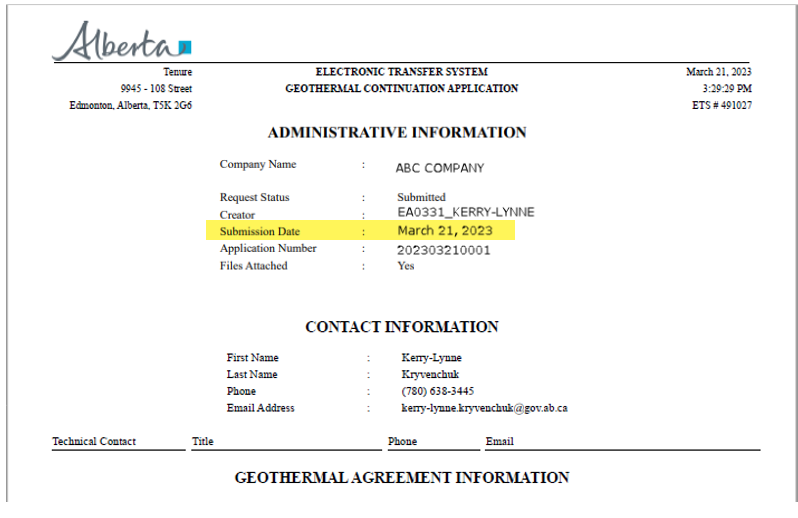 Alberta
Tenure ELECTRONIC TRANSFER SYSTEM March 21, 2023
9945 - 108 Street GEOTHERMAL CONTINUATION APPLICATION 3:29:29 PM
Edmonton, Alberta, T5K 2G6 ETS # 491027
ADMINISTRATIVE INFORMATION
Company Name : ABC COMPANY
Request Status : Submitted
Creator : EA0331_KERRY-LYNNE
Submission Date : March 21, 2023
Application Number : 202303210001
Files Attached : Yes
CONTACT INFORMATION
First Name : Kerry-Lynne
Last Name : Kryvenchuk
Phone : (780) 638-3445
Email Address : kerry-lynne.kryvenchuk@gov.ab.ca
Technical Contact Title Phone Email
GEOTHERMAL AGREEMENT INFORMATION